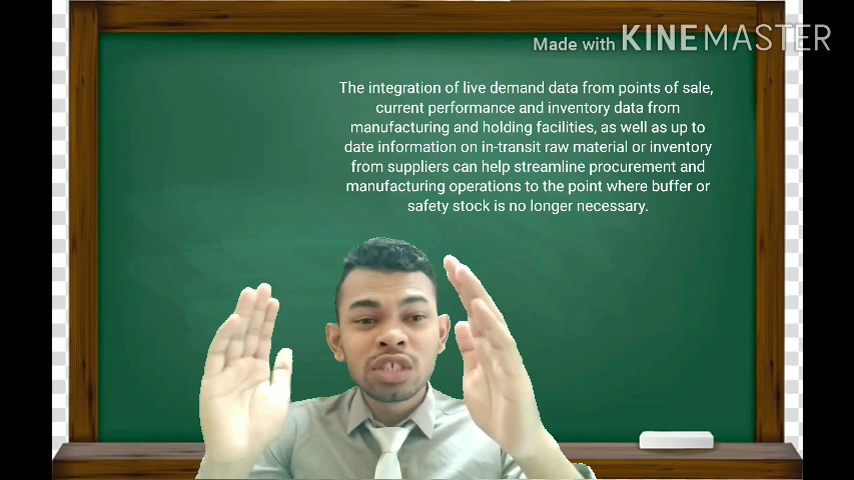 Made with KINEMASTER
The integration of live demand data from points of sale,
current performance and inventory data from
manufacturing and holding facilities, as well as up to
date information on in-transit raw material or inventory
from suppliers can help streamline procurement and
manufacturing operations to the point where buffer or
safety stock is no longer necessary.